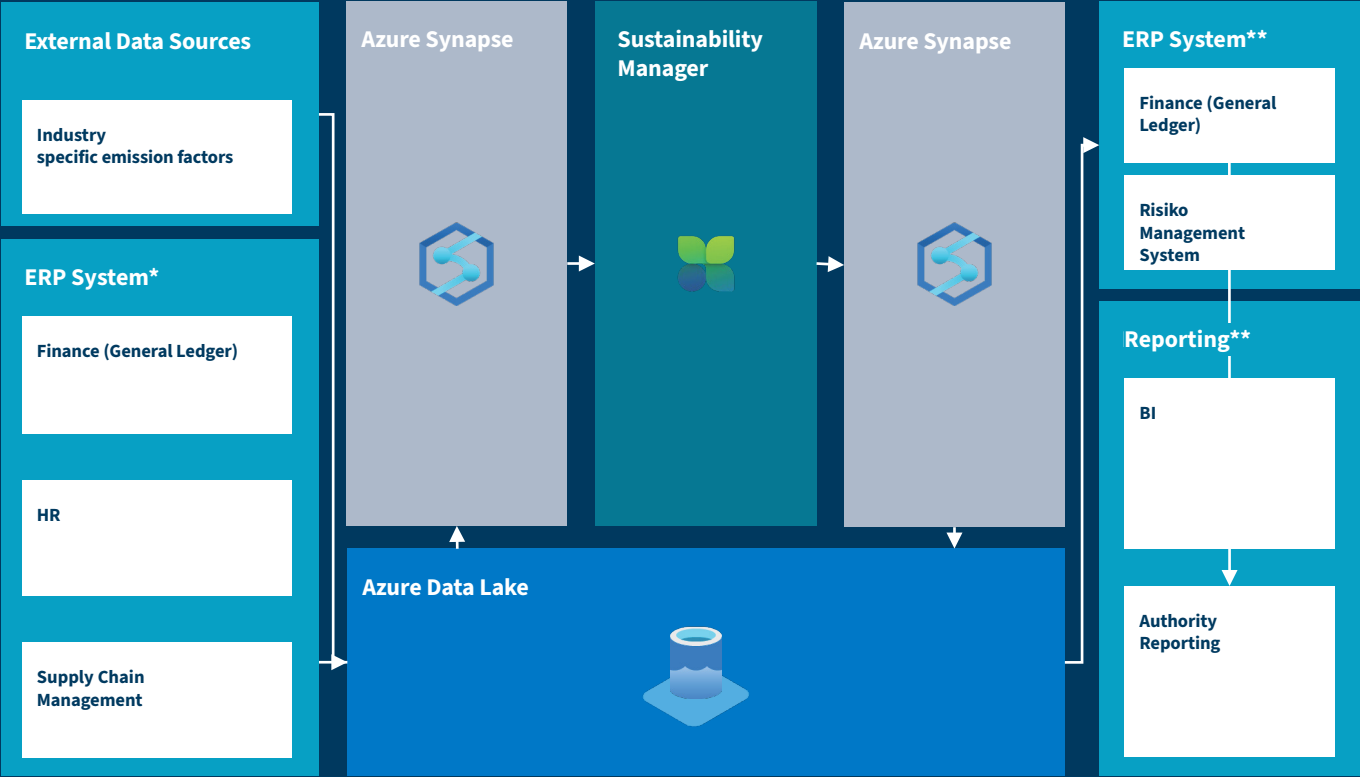 External Data Sources
Industry
specific emission factors
ERP System*
Finance (General Ledger)
HR
Supply Chain
Management
Azure Synapse
Sustainability
Manager
Azure Synapse
Azure Data Lake
ERP System**
Finance (General
Ledger)
Risiko
Management
System
Reporting**
BI
Authority
Reporting